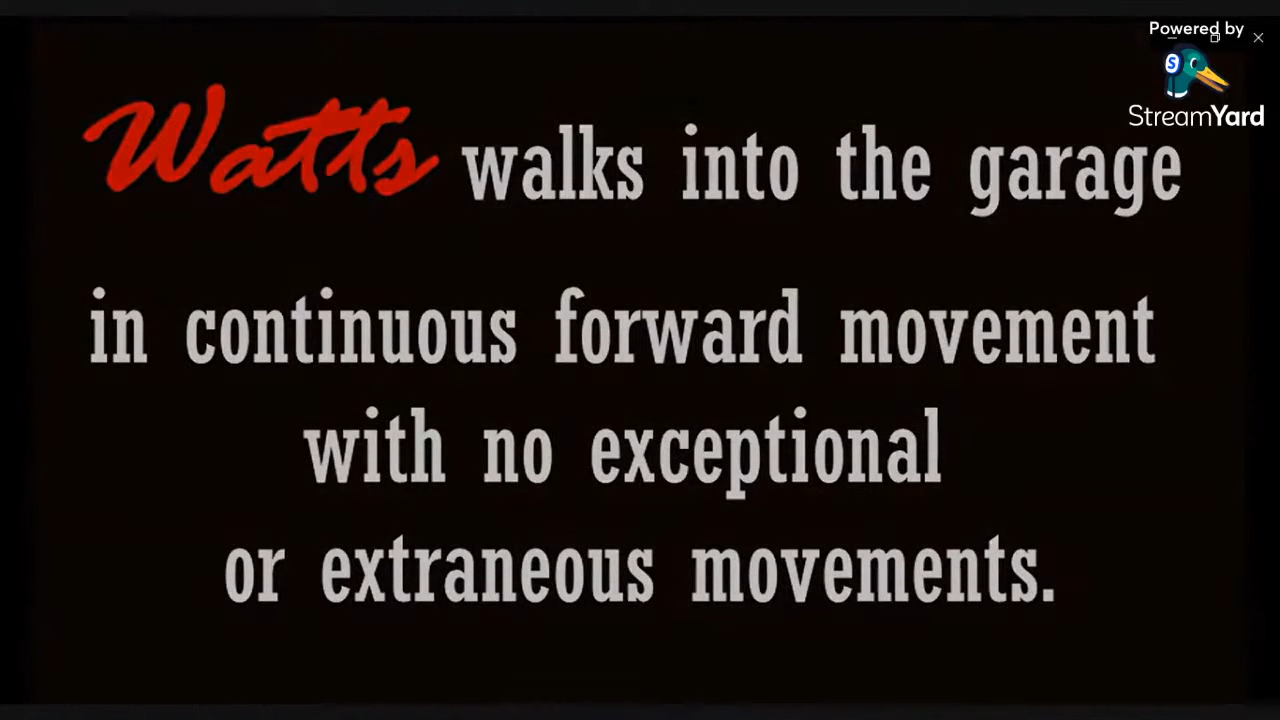 Powered by
StreamYard
Watts walks into the garage
in continuous forward movement
with no exceptional
or extraneous movements.